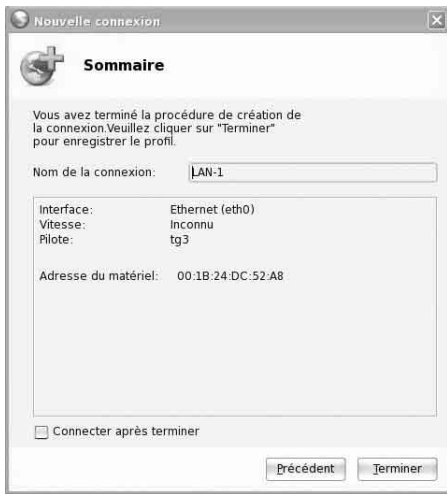 Nouvelle connexion
Sommaire
Vous avez terminé la procédure de création de
la connexion.Veuillez cliquer sur "Terminer"
pour enregistrer le profil.
Nom de la connexion: LAN-1
Interface: Ethernet (eth0)
Vitesse: Inconnu
Pilote: tg3
Adresse du matériel: 00:1B:24:DC:52:A8
Connecter après terminer
Précédent Terminer